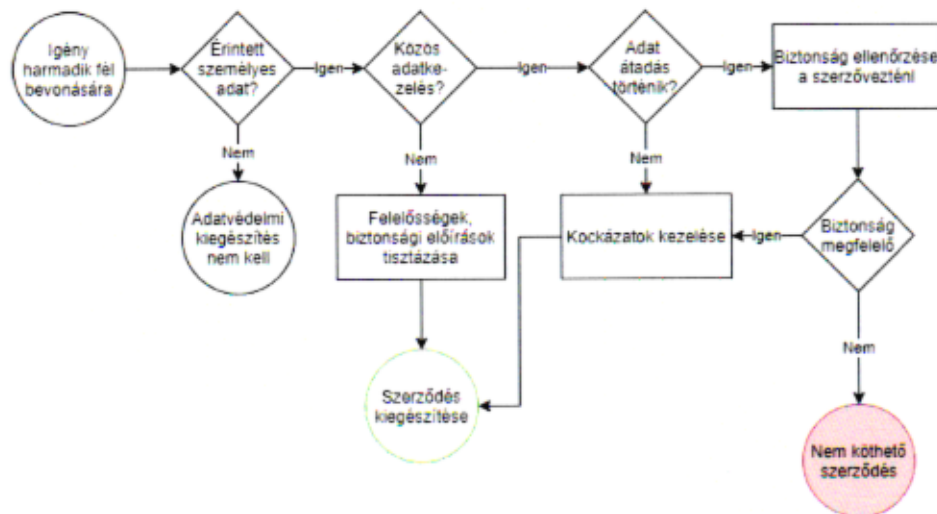 Igény
harmadik fél
bevonására
Érintett
személyes
adat?
Igen
Közös
adatke-
zelés?
Igen
Adat
átadás
történik?
Igen
Biztonság ellenőrzése
a szerzővezténi
Nem
Nem
Nem
Adatvédelmi
kiegészítés
nem kell
Felelősségek,
biztonsági előírások
tisztázása
Kockázatok kezelése
Igen
Biztonság
megfelelő
Nem
Szerződés
kiegészítése
Nem köthető
szerződés